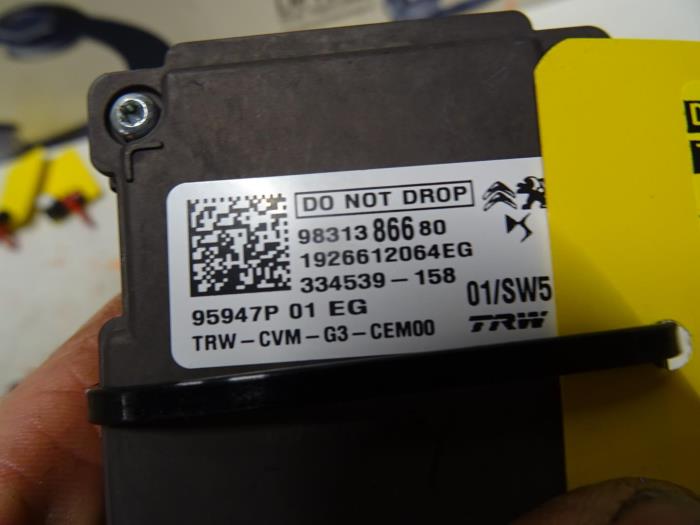 DO NOT DROP
98313 866 80
1926612064EG
334539-158
95947P 01 EG
01/SW5
TRW-CVM-G3-CEM00
TRW